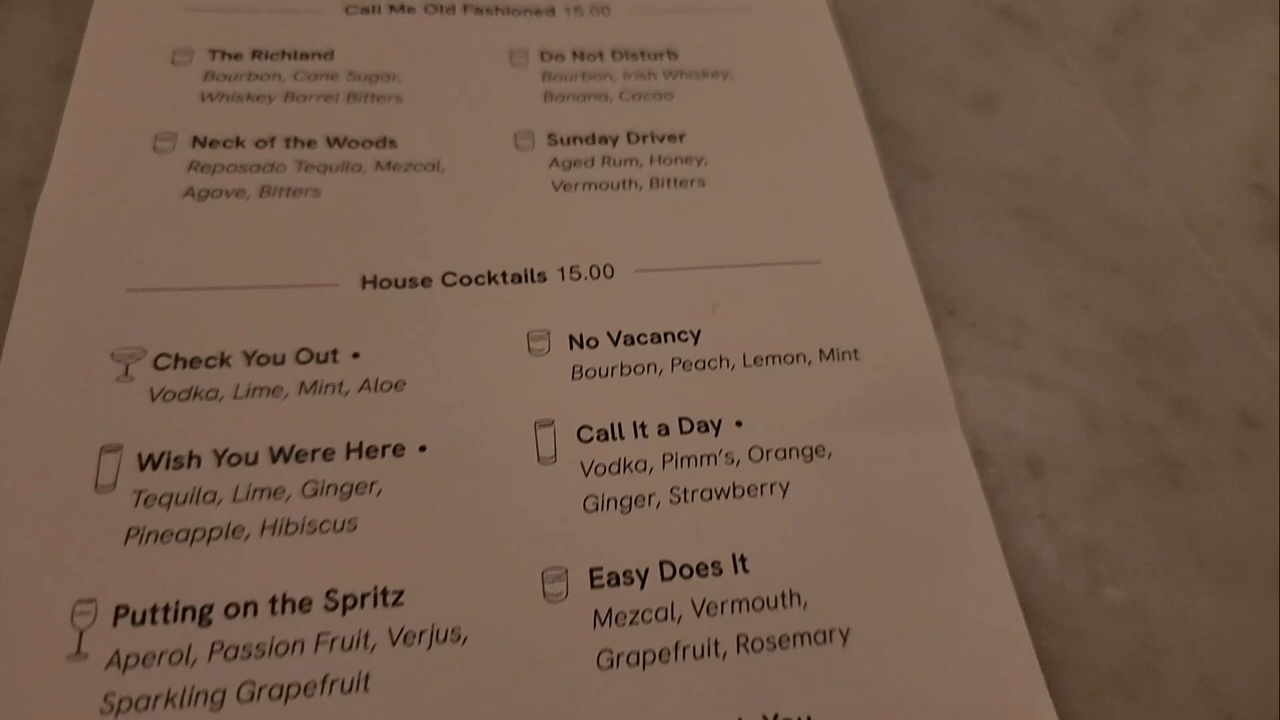 Call Me Old Fashioned 15.00
The Richland
Bourbon, Cane Sugar,
Whiskey Barrel Bitters
Do Not Disturb
Bourbon, Irish Whiskey,
Banana, Cacao
Neck of the Woods
Reposado Tequila, Mezcal,
Agave, Bitters
Sunday Driver
Aged Rum, Honey,
Vermouth, Bitters
House Cocktails 15.00
Check You Out •
Vodka, Lime, Mint, Aloe
No Vacancy
Bourbon, Peach, Lemon, Mint
Wish You Were Here •
Tequila, Lime, Ginger,
Pineapple, Hibiscus
Call It a Day •
Vodka, Pimm's, Orange,
Ginger, Strawberry
Putting on the Spritz
Aperol, Passion Fruit, Verjus,
Sparkling Grapefruit
Easy Does It
Mezcal, Vermouth,
Grapefruit, Rosemary